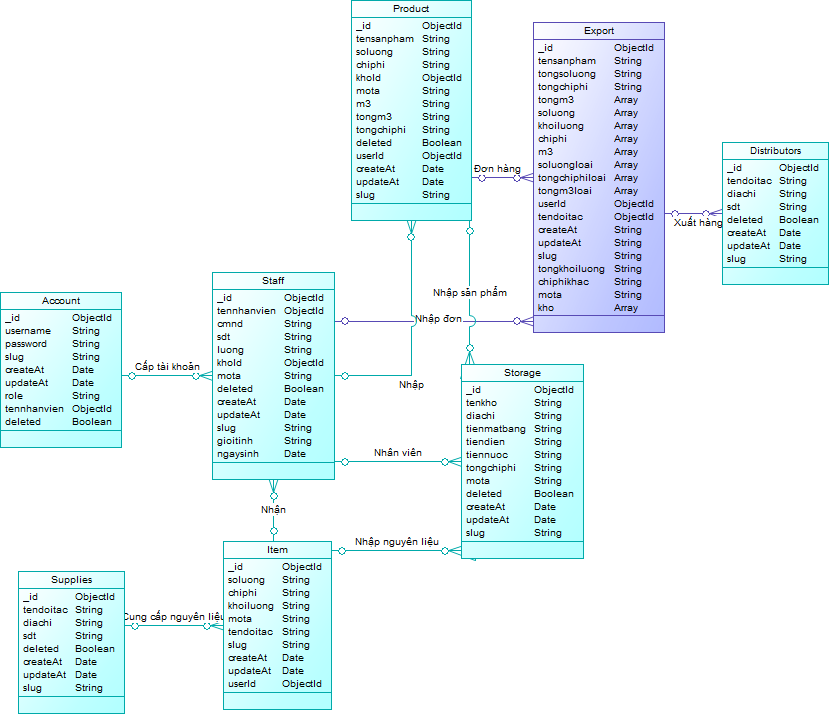 Product
_id ObjectId
tensanpham String
soluong String
chiphi String
khoId ObjectId
mota String
m3 String
tongm3 String
tongchiphi String
deleted Boolean
userId ObjectId
createAt Date
updateAt Date
slug String
Export
_id ObjectId
tensanpham String
tongsoluong String
tongchiphi String
tongm3 Array
soluong Array
khoiluong Array
chiphi Array
m3 Array
soluongloai Array
tongchiphiloai Array
tongm3loai Array
userId ObjectId
tendoitac ObjectId
createAt String
updateAt String
slug String
tongkhoiluong String
chiphikhac String
mota String
kho Array
Distributors
_id ObjectId
tendoitac String
diachi String
sdt String
deleted Boolean
createAt Date
updateAt Date
slug String
Đơn hàng
Xuất hàng
Nhập sản phẩm
Nhập đơn
Staff
_id ObjectId
tennhanvien ObjectId
cmnd String
sdt String
luong String
khoId ObjectId
mota String
deleted Boolean
createAt Date
updateAt Date
slug String
gioitinh String
ngaysinh Date
Account
_id ObjectId
username String
password String
slug String
createAt Date
updateAt Date
role String
tennhanvien ObjectId
deleted Boolean
Cấp tài khoản
Nhập
Storage
_id ObjectId
tenkho String
diachi String
tienmatbang String
tiendien String
tiennuoc String
tongchiphi String
mota String
deleted Boolean
createAt Date
updateAt Date
slug String
Nhân viên
Nhận
Nhập nguyên liệu
Item
_id ObjectId
soluong String
chiphi String
khoiluong String
mota String
tendoitac String
slug String
createAt Date
updateAt Date
userId ObjectId
Supplies
_id ObjectId
tendoitac String
diachi String
sdt String
deleted Boolean
createAt Date
updateAt Date
slug String
Cung cấp nguyên liệu